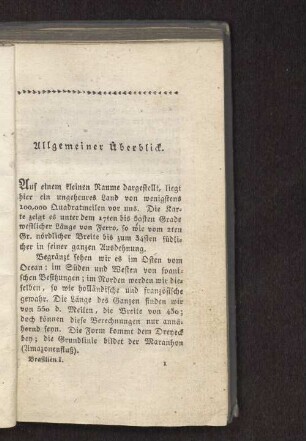 Allgemeiner Überblick.
Auf einem kleinen Raume dargestellt, liegt
hier ein ungeheures Land von wenigstens
100,000 Quadratmeilen vor uns. Die Kar-
te zeigt es unter dem 17ten bis 56sten Grade
westlicher Länge von Ferro, so wie vom 2ten
Gr. nördlicher Breite bis zum 34sten südlic
her in seiner ganzen Ausdehnung.
Begränzt sehen wir es im Osten vom
Ocean; im Süden und Westen von spani-
schen Besitzungen; im Norden werden wir die-
selben, so wie holländische und französische
gewahr. Die Länge des Ganzen finden wir
von 550 d. Meilen, die Breite von 480;
doch können diese Berechnungen nur annä-
hernd seyn. Die Form kommt dem Dreyeck
bey; die Grundlinie bildet der Maranhon
(Amazonenfluß).
Brasilien I. 1